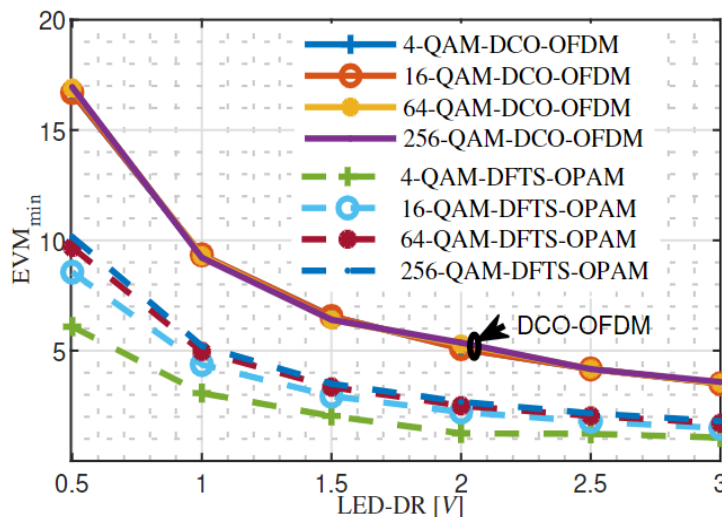 20
15
10
5
EVM_min
4-QAM-DCO-OFDM
16-QAM-DCO-OFDM
64-QAM-DCO-OFDM
256-QAM-DCO-OFDM
4-QAM-DFTS-OPAM
16-QAM-DFTS-OPAM
64-QAM-DFTS-OPAM
256-QAM-DFTS-OPAM
DCO-OFDM
0.5 1 1.5 2 2.5 3
LED-DR [V]